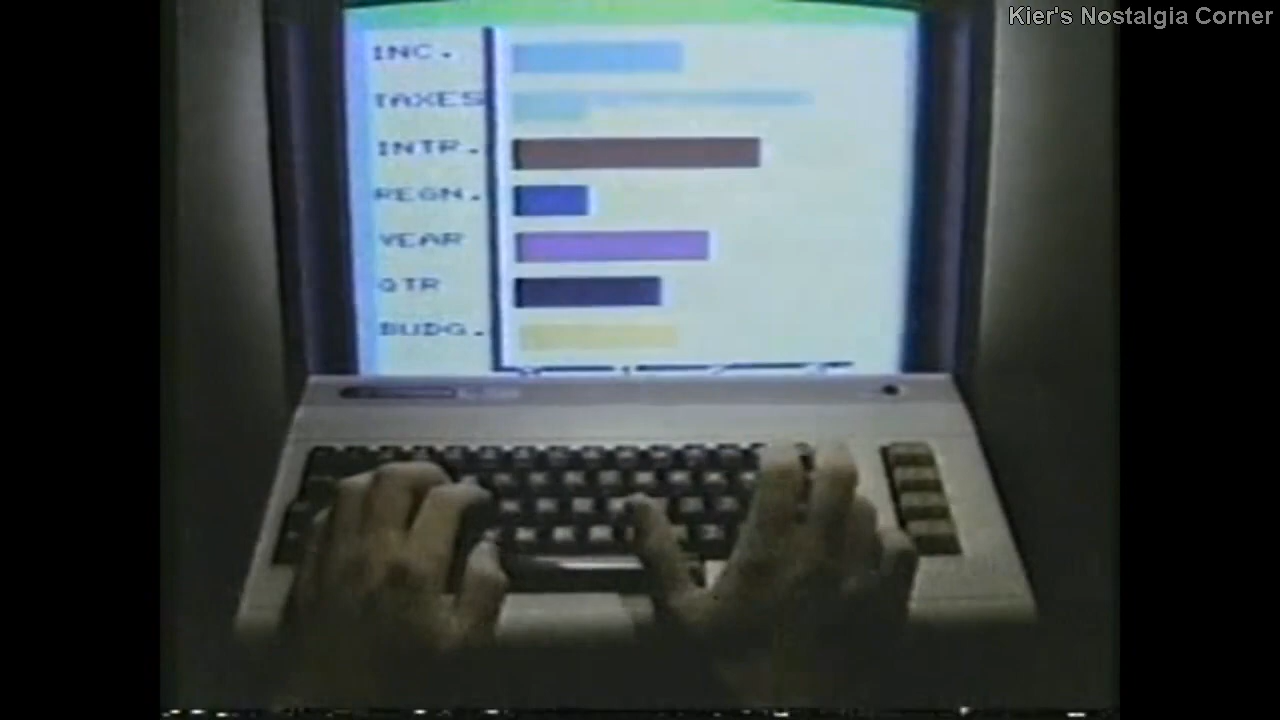 Kier's Nostalgia Corner
INC.
TAXES
INTR.
REGN.
YEAR
QTR
BUDG.